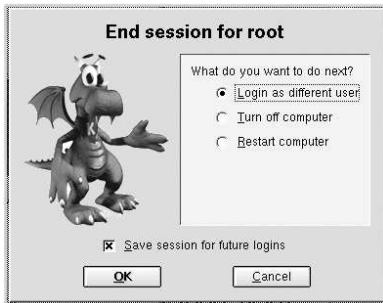 End session for root
What do you want to do next?
Login as different user
Turn off computer
Restart computer
Save session for future logins
OK
Cancel